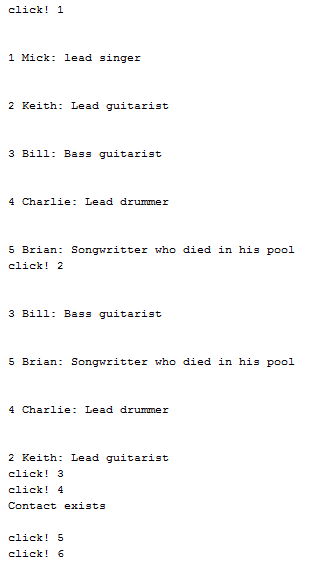 click! 1
1 Mick: lead singer
2 Keith: Lead guitarist
3 Bill: Bass guitarist
4 Charlie: Lead drummer
5 Brian: Songwritter who died in his pool
click! 2
3 Bill: Bass guitarist
5 Brian: Songwritter who died in his pool
4 Charlie: Lead drummer
2 Keith: Lead guitarist
click! 3
click! 4
Contact exists
click! 5
click! 6